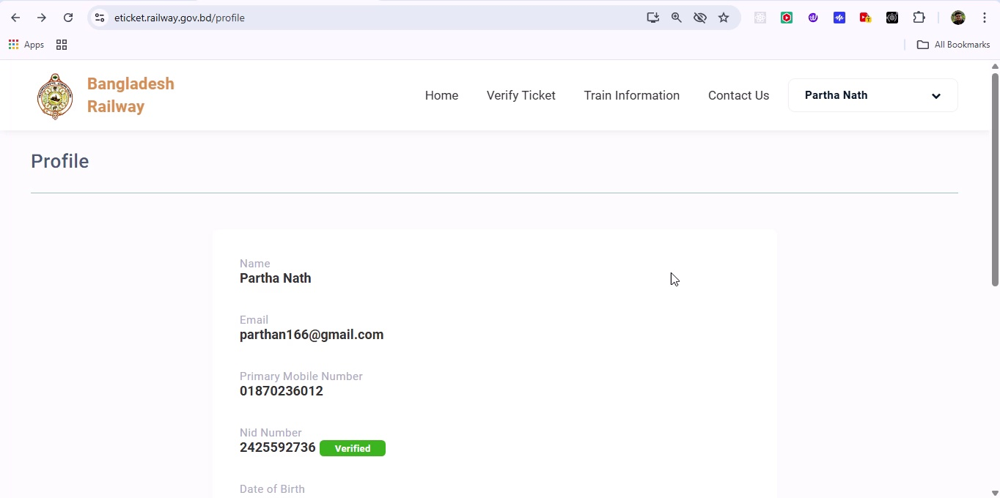 eticket.railway.gov.bd/profile
Apps
All Bookmarks
Bangladesh
Railway
Home
Verify Ticket
Train Information
Contact Us
Partha Nath
Profile
Name
Partha Nath
Email
parthan166@gmail.com
Primary Mobile Number
01870236012
Nid Number
2425592736 Verified
Date of Birth